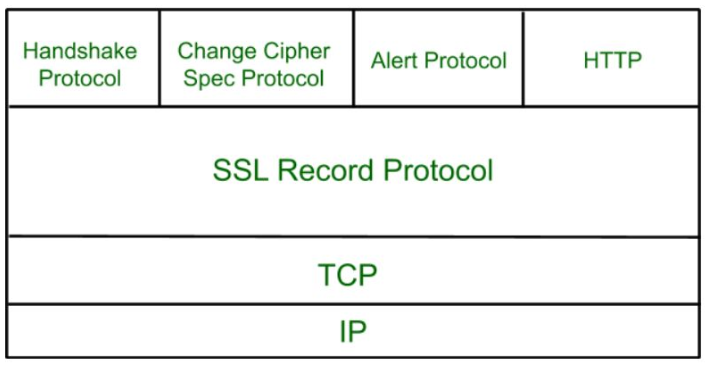 Handshake
Protocol
Change Cipher
Spec Protocol
Alert Protocol
HTTP
SSL Record Protocol
TCP
IP